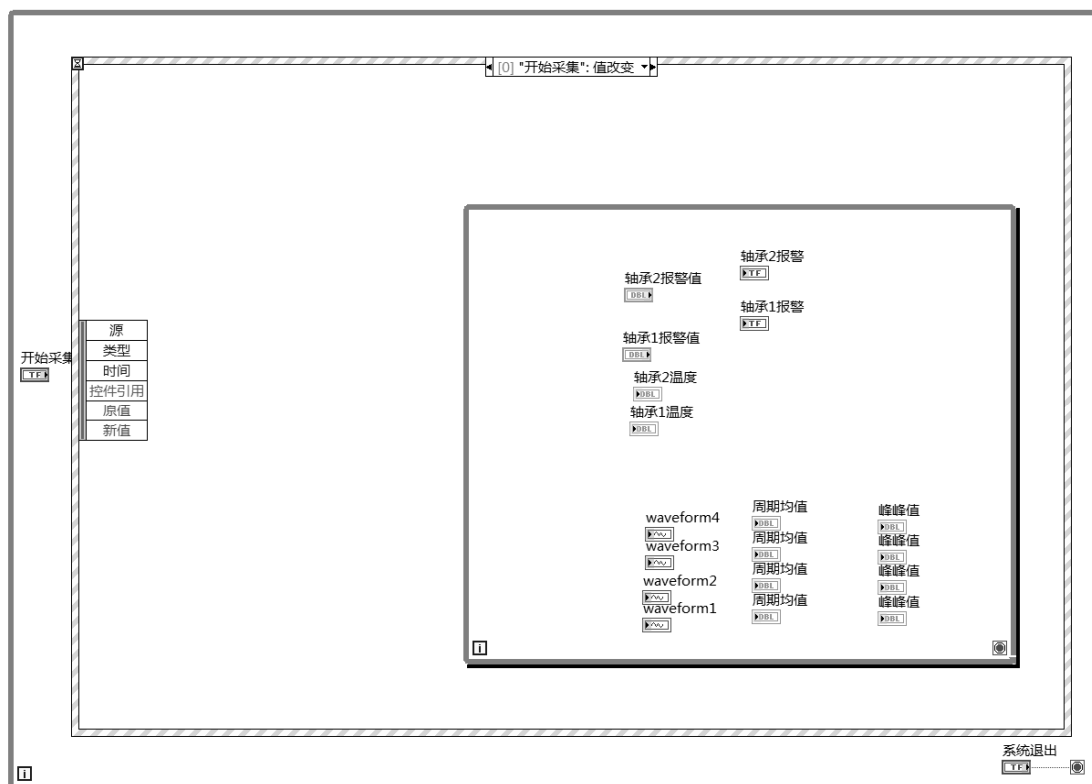 [0] "开始采集": 值改变
轴承2报警
TF
轴承2报警值
DBL
轴承1报警
TF
轴承1报警值
DBL
轴承2温度
DBL
轴承1温度
DBL
源
类型
时间
控件引用
原值
新值
开始采集
TF
waveform4
周期均值
DBL
峰峰值
DBL
waveform3
周期均值
DBL
峰峰值
DBL
waveform2
周期均值
DBL
峰峰值
DBL
waveform1
周期均值
DBL
峰峰值
DBL
i
系统退出
TF
i